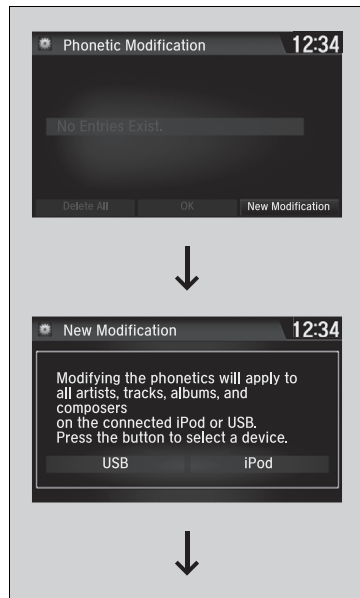 Phonetic Modification 12:34
No Entries Exist.
Delete All OK New Modification
New Modification 12:34
Modifying the phonetics will apply to
all artists, tracks, albums, and
composers
on the connected iPod or USB.
Press the button to select a device.
USB iPod